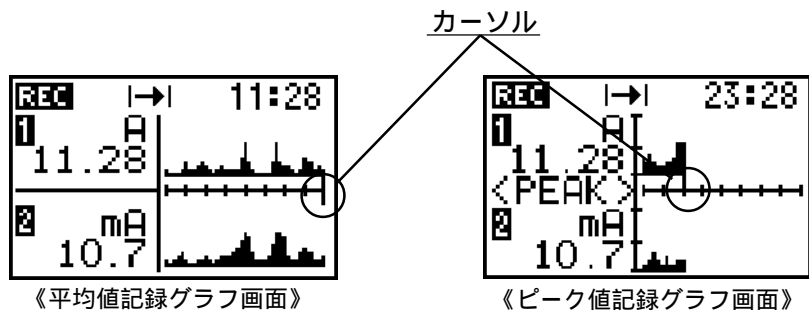 カーソル
REC |→| 11:28
1 A
11.28
2 mA
10.7
《平均値記録グラフ画面》
REC |→| 23:28
1 A
11.28
<PEAK>
2 mA
10.7
《ピーク値記録グラフ画面》